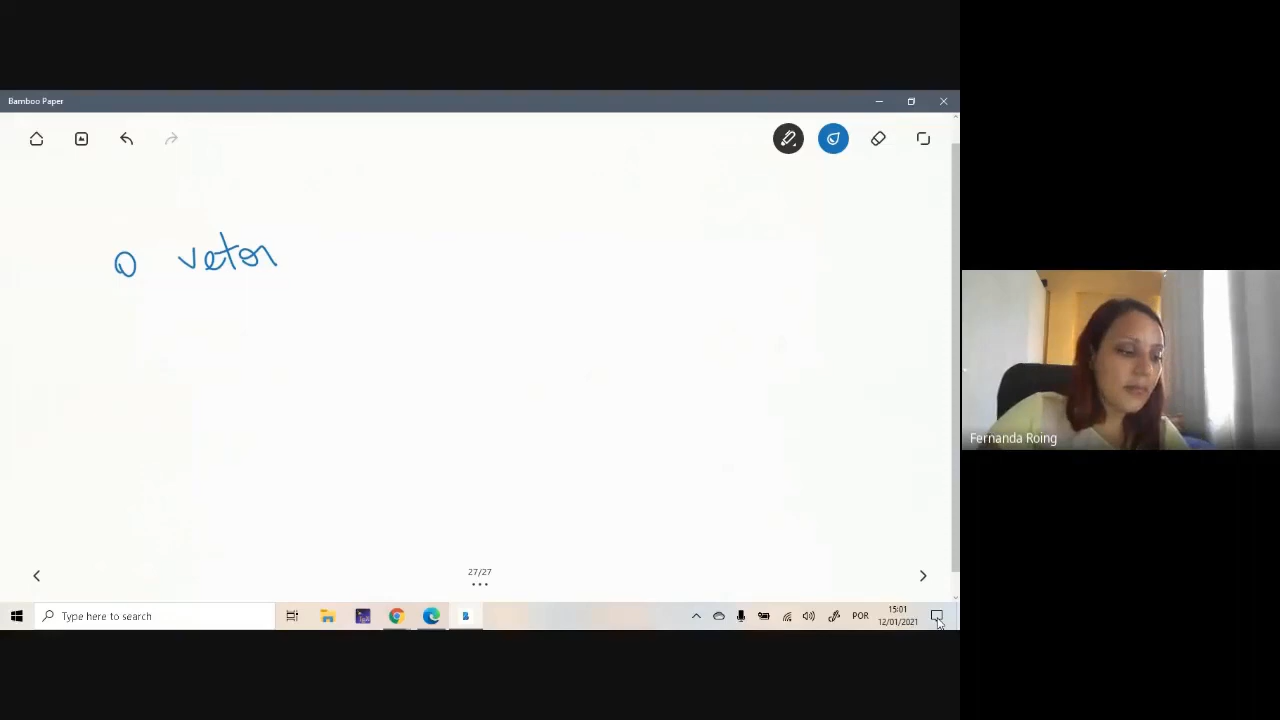 Bamboo Paper
o vetor
Fernanda Roing
27/27
Type here to search
POR
15:01
12/01/2021